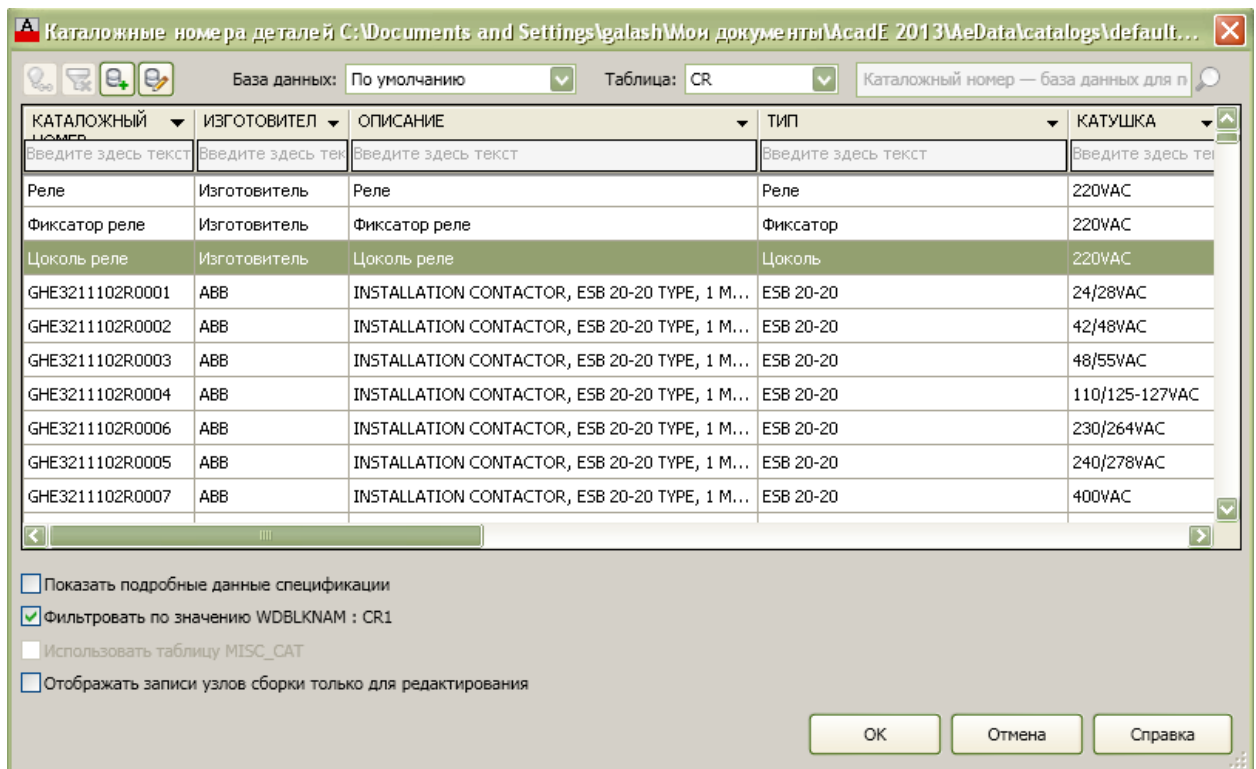 Каталожные номера деталей C:\Documents and Settings\galash\Мои документы\AcadE 2013\AeData\catalogs\default...
База данных: По умолчанию Таблица: CR Каталожный номер — база данных для п
КАТАЛОЖНЫЙ НОМЕР ИЗГОТОВИТЕЛ ОПИСАНИЕ ТИП КАТУШКА
Введите здесь текст Введите здесь тек Введите здесь текст Введите здесь текст Введите здесь те
Реле Изготовитель Реле Реле 220VAC
Фиксатор реле Изготовитель Фиксатор реле Фиксатор 220VAC
Цоколь реле Изготовитель Цоколь реле Цоколь 220VAC
GHE3211102R0001 ABB INSTALLATION CONTACTOR, ESB 20-20 TYPE, 1 M... ESB 20-20 24/28VAC
GHE3211102R0002 ABB INSTALLATION CONTACTOR, ESB 20-20 TYPE, 1 M... ESB 20-20 42/48VAC
GHE3211102R0003 ABB INSTALLATION CONTACTOR, ESB 20-20 TYPE, 1 M... ESB 20-20 48/55VAC
GHE3211102R0004 ABB INSTALLATION CONTACTOR, ESB 20-20 TYPE, 1 M... ESB 20-20 110/125-127VAC
GHE3211102R0006 ABB INSTALLATION CONTACTOR, ESB 20-20 TYPE, 1 M... ESB 20-20 230/264VAC
GHE3211102R0005 ABB INSTALLATION CONTACTOR, ESB 20-20 TYPE, 1 M... ESB 20-20 240/278VAC
GHE3211102R0007 ABB INSTALLATION CONTACTOR, ESB 20-20 TYPE, 1 M... ESB 20-20 400VAC
Показать подробные данные спецификации
Фильтровать по значению WDBLKNAM : CR1
Использовать таблицу MISC_CAT
Отображать записи узлов сборки только для редактирования
OK Отмена Справка